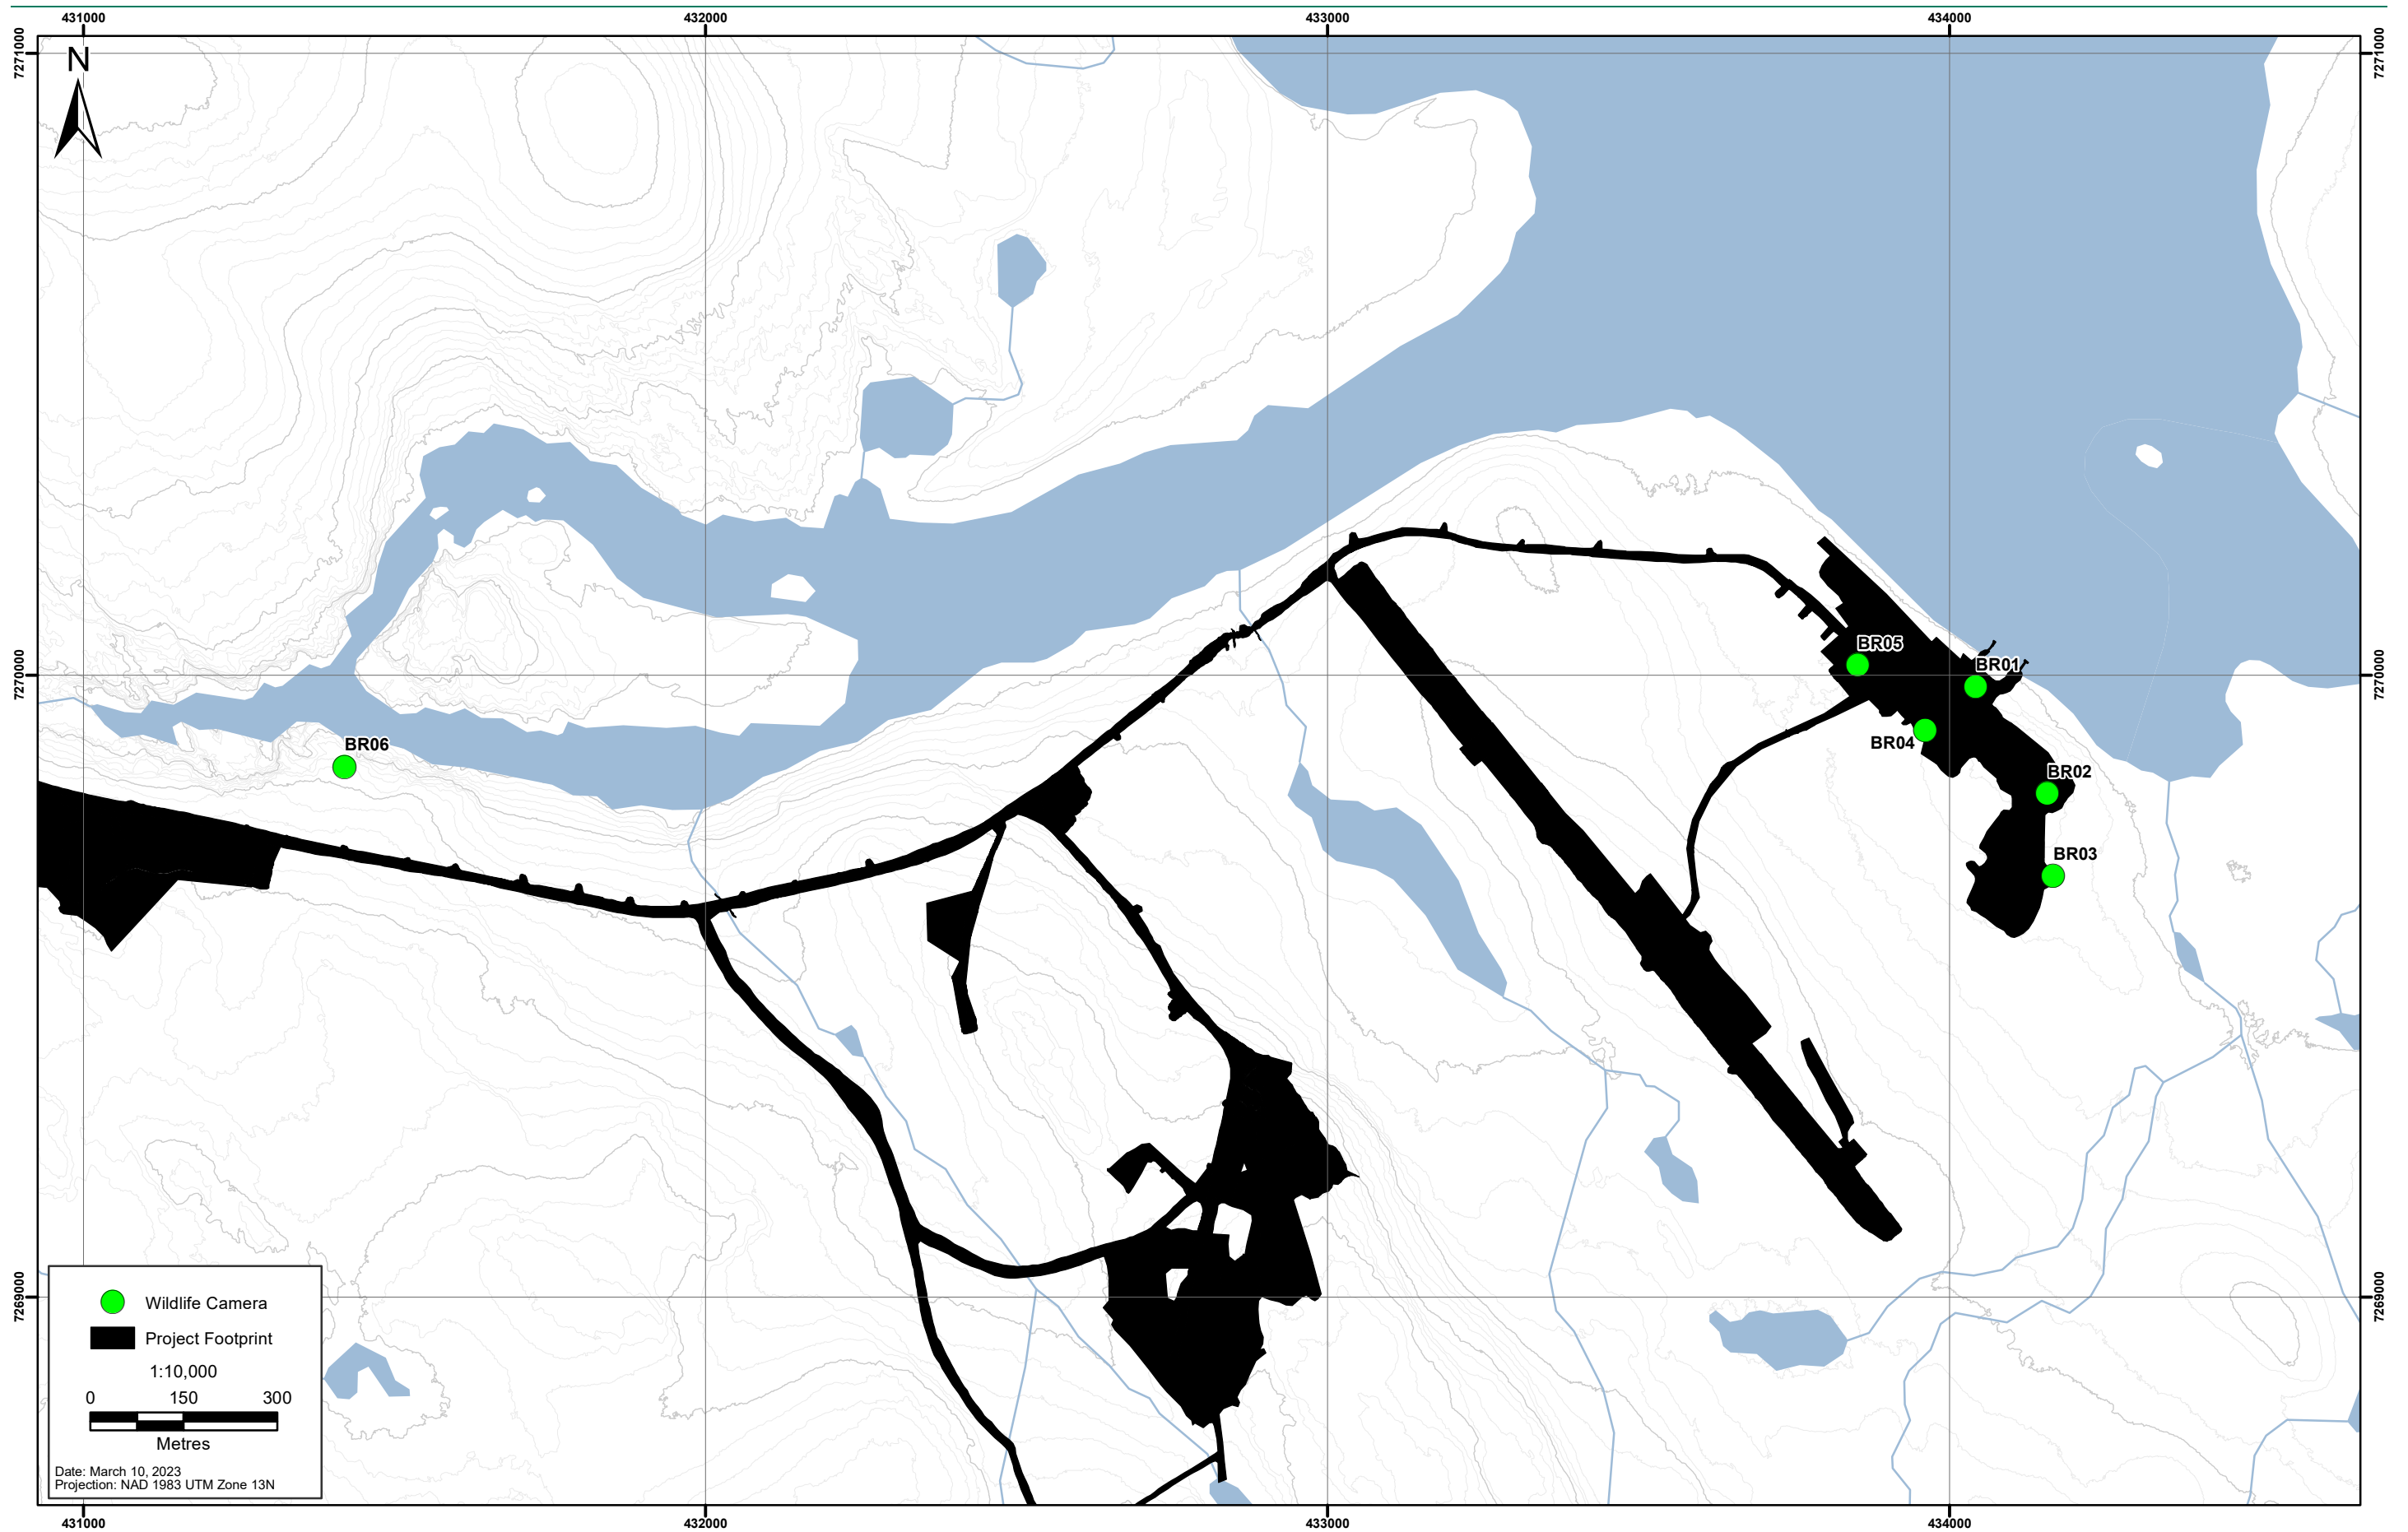 431000 432000 433000 434000
7271000 7271000
N
BR05
BR01
7270000 7270000
BR04
BR06
BR02
BR03
7269000 7269000
Wildlife Camera
Project Footprint
1:10,000
0 150 300
Metres
Date: March 10, 2023
Projection: NAD 1983 UTM Zone 13N
431000 432000 433000 434000